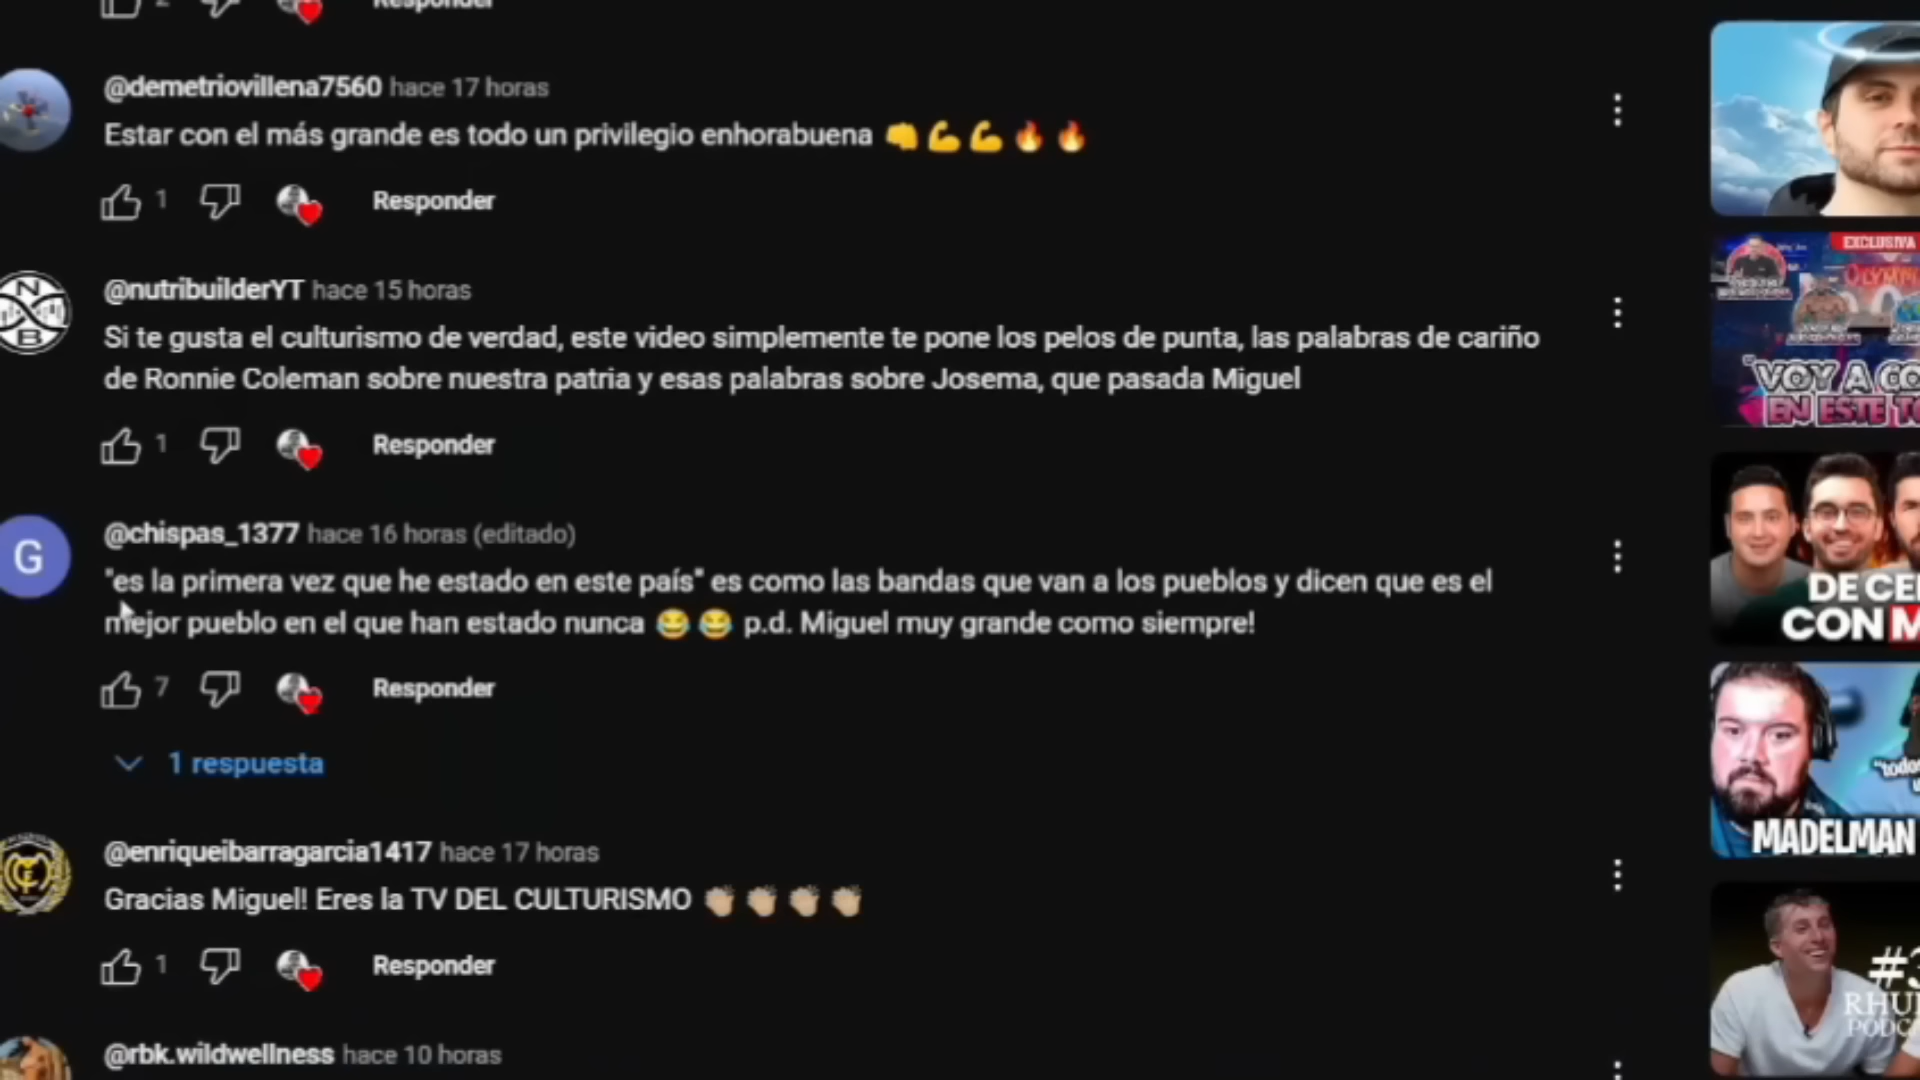 2 Responder
@demetriovillena7560 hace 17 horas
Estar con el más grande es todo un privilegio enhorabuena 👊💪💪🔥🔥
1 Responder
@nutribuilderYT hace 15 horas
Si te gusta el culturismo de verdad, este video simplemente te pone los pelos de punta, las palabras de cariño
de Ronnie Coleman sobre nuestra patria y esas palabras sobre Josema, que pasada Miguel
1 Responder
@chispas_1377 hace 16 horas (editado)
"es la primera vez que he estado en este país" es como las bandas que van a los pueblos y dicen que es el
mejor pueblo en el que han estado nunca 😂😂 p.d. Miguel muy grande como siempre!
7 Responder
1 respuesta
@enriqueibarragarcia1417 hace 17 horas
Gracias Miguel! Eres la TV DEL CULTURISMO 👏🏼👏🏼👏🏼👏🏼
1 Responder
@rbk.wildwellness hace 10 horas
N
B
G
EXCLUSIVA
"VOY A CO
EN ESTE TO
DE CE
CON M
"todo
MADELMAN
#3
RHU
PODC